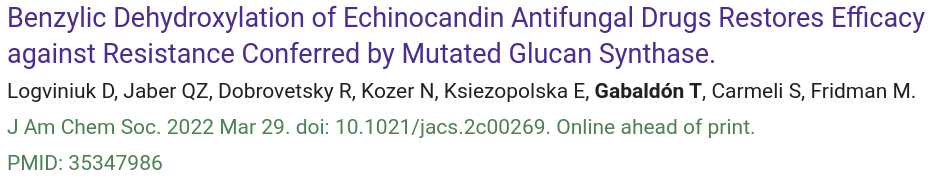 Benzylic Dehydroxylation of Echinocandin Antifungal Drugs Restores Efficacy
against Resistance Conferred by Mutated Glucan Synthase.
Logviniuk D, Jaber QZ, Dobrovetsky R, Kozer N, Ksiezopolska E, Gabaldón T, Carmeli S, Fridman M.
J Am Chem Soc. 2022 Mar 29. doi: 10.1021/jacs.2c00269. Online ahead of print.
PMID: 35347986